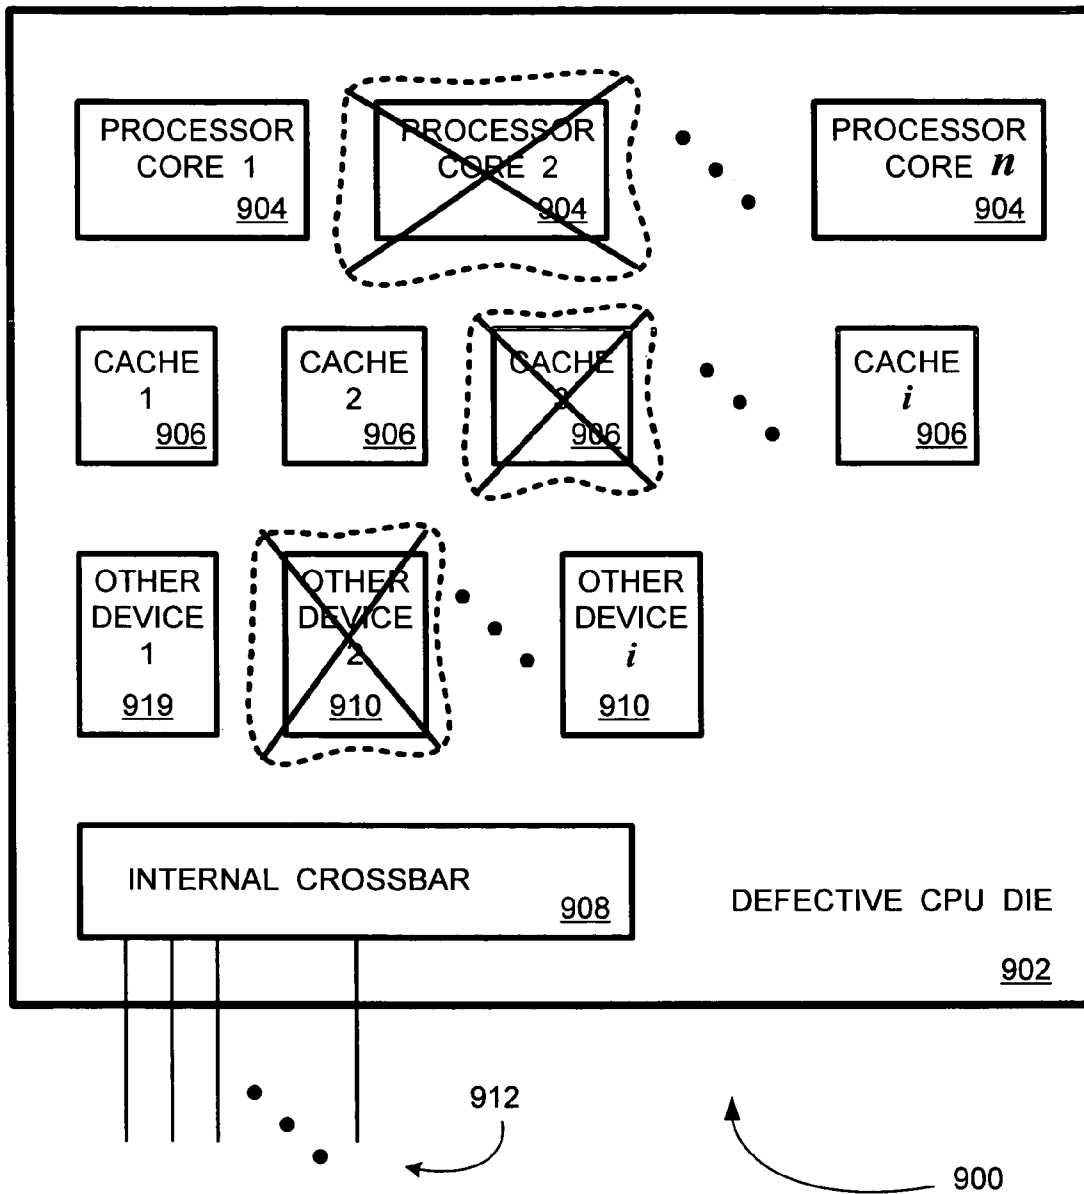 PROCESSOR
CORE 1
904
PROCESSOR
CORE 2
904
PROCESSOR
CORE n
904
CACHE
1
906
CACHE
2
906
CACHE
3
906
CACHE
i
906
OTHER
DEVICE
1
919
OTHER
DEVICE
2
910
OTHER
DEVICE
i
910
INTERNAL CROSSBAR
908
DEFECTIVE CPU DIE
902
912
900